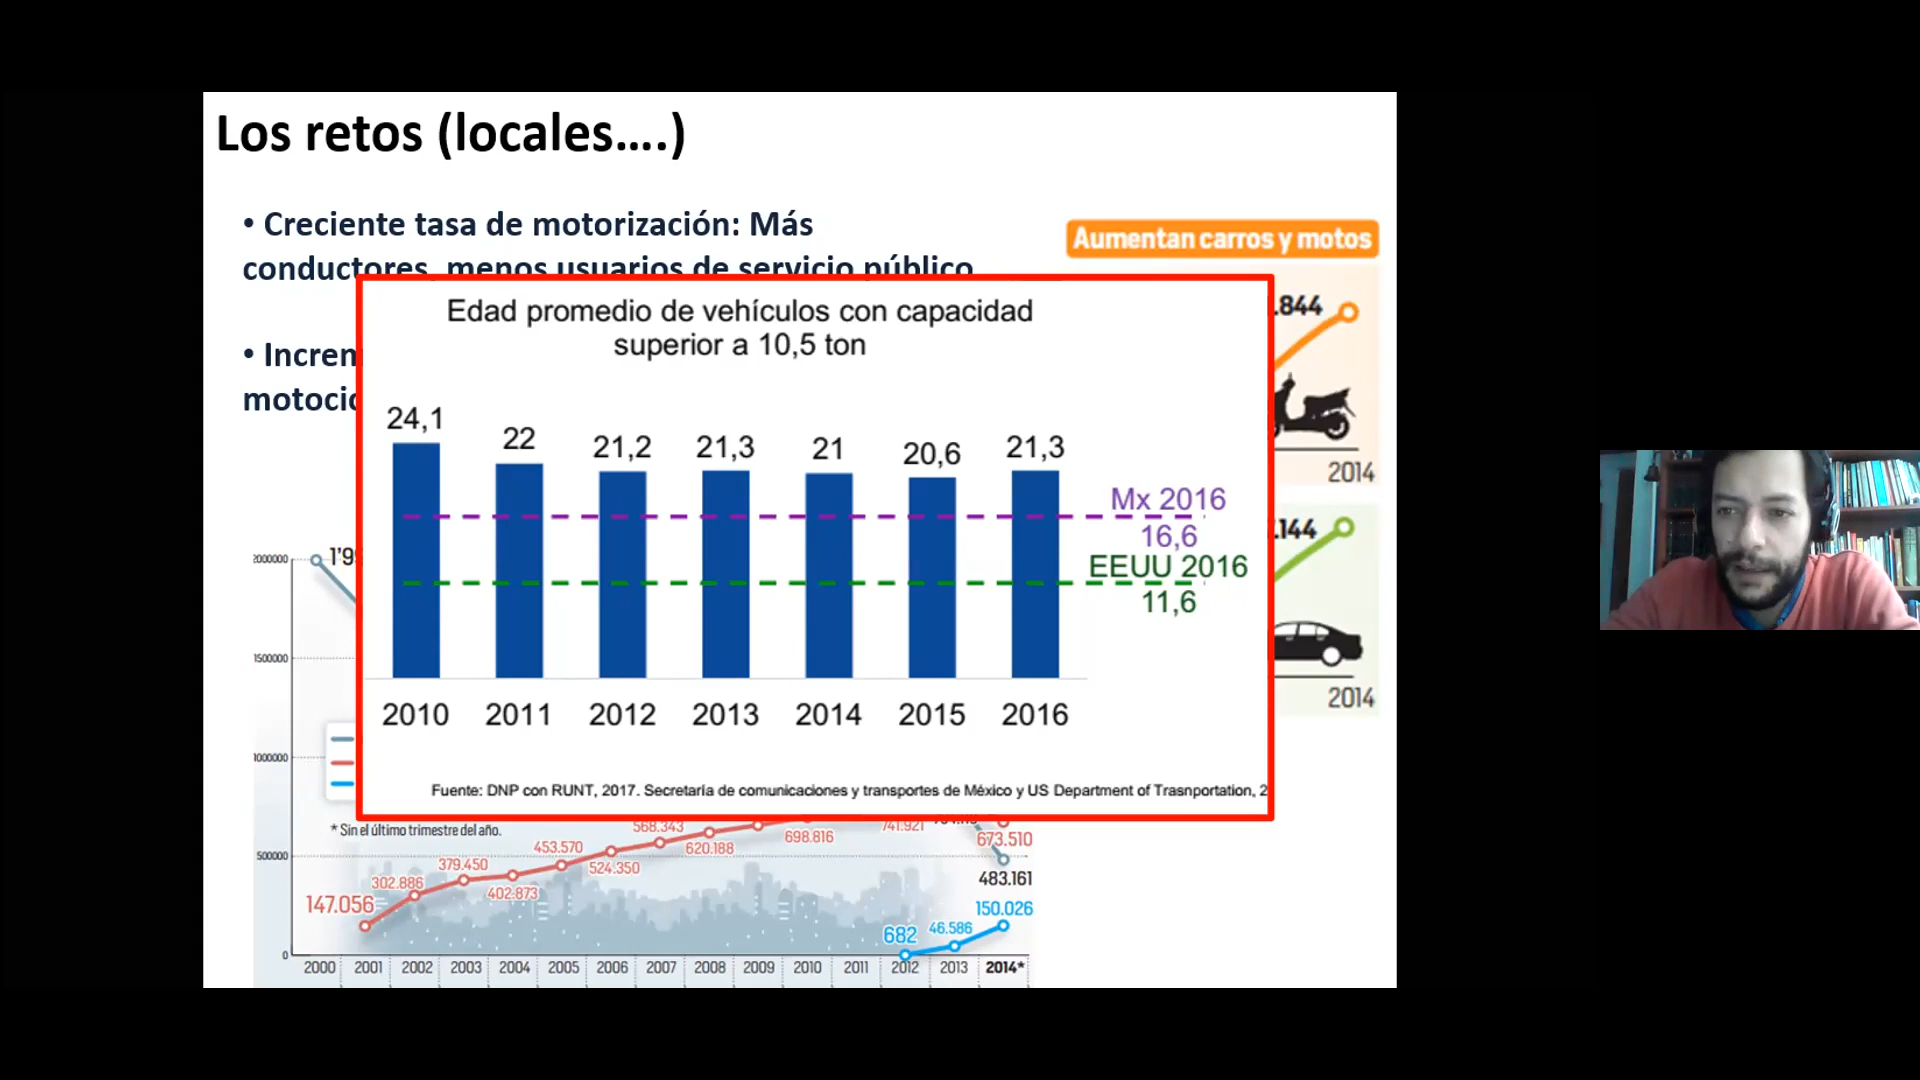 Los retos (locales....)
• Creciente tasa de motorización: Más
conductores, menos usuarios de servicio público
• Increm
motocic
Aumentan carros y motos
.844
2014
.144
2014
Edad promedio de vehículos con capacidad
superior a 10,5 ton
24,1
22
21,2
21,3
21
20,6
21,3
Mx 2016
16,6
EEUU 2016
11,6
2010 2011 2012 2013 2014 2015 2016
Fuente: DNP con RUNT, 2017. Secretaría de comunicaciones y transportes de México y US Department of Trasnportation, 2
2000000
1'9
1500000
1000000
* Sin el último trimestre del año.
500000
0
147.056
302.886
379.450
402.873
453.570
524.350
568.343
620.188
698.816
741.921
673.510
483.161
682
46.586
150.026
2000 2001 2002 2003 2004 2005 2006 2007 2008 2009 2010 2011 2012 2013 2014*